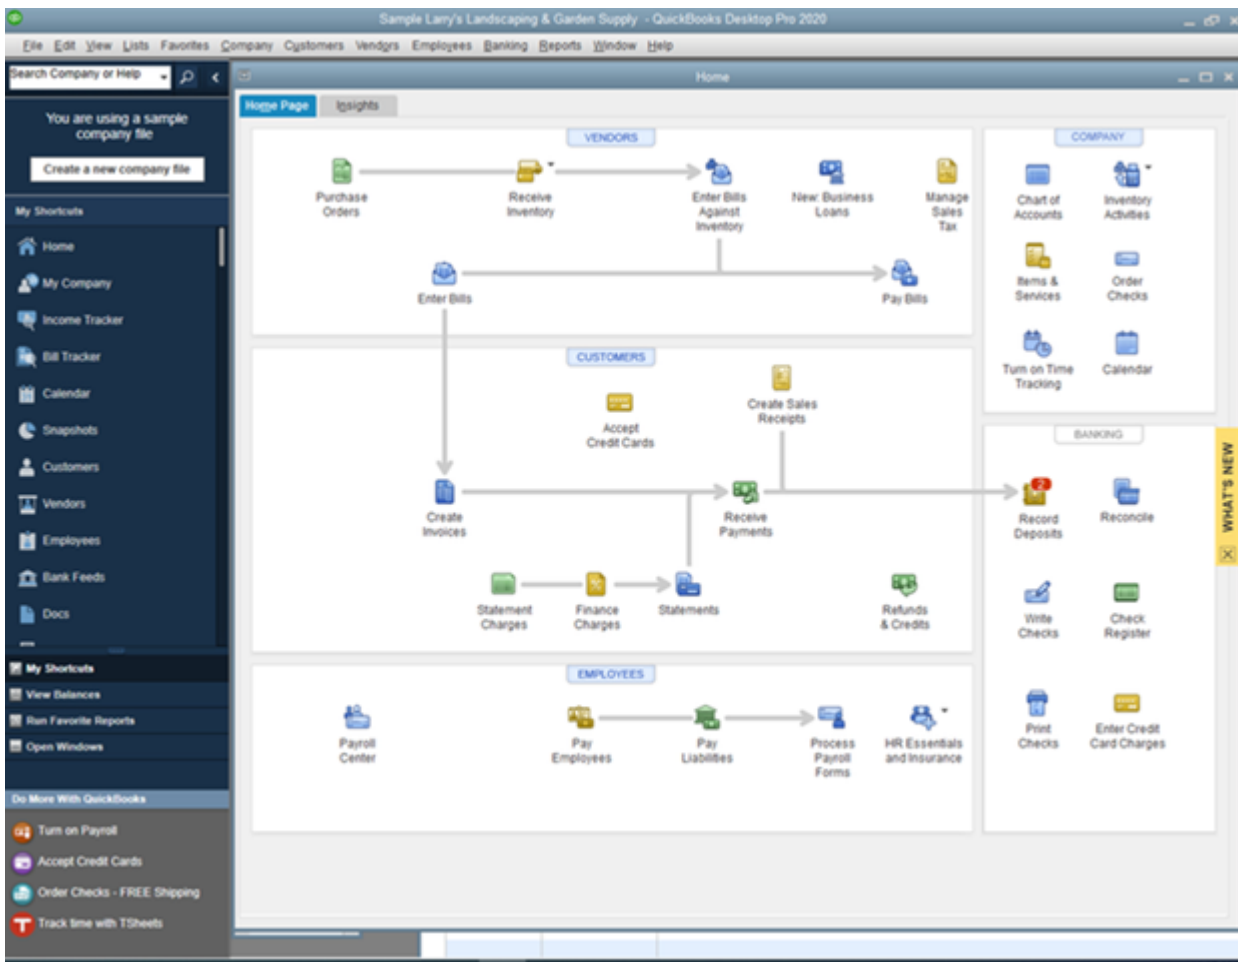 Sample Larry's Landscaping & Garden Supply - QuickBooks Desktop Pro 2020
File Edit View Lists Favorites Company Customers Vendors Employees Banking Reports Window Help
Search Company or Help
You are using a sample
company file
Create a new company file
My Shortcuts
Home
My Company
Income Tracker
Bill Tracker
Calendar
Snapshots
Customers
Vendors
Employees
Bank Feeds
Docs
My Shortcuts
View Balances
Run Favorite Reports
Open Windows
Do More With QuickBooks
Turn on Payroll
Accept Credit Cards
Order Checks - FREE Shipping
Track time with TSheets
Home
Home Page
Insights
VENDORS
Purchase
Orders
Receive
Inventory
Enter Bills
Against
Inventory
New: Business
Loans
Manage
Sales
Tax
Enter Bills
Pay Bills
CUSTOMERS
Create Sales
Receipts
Accept
Credit Cards
Create
Invoices
Receive
Payments
Statement
Charges
Finance
Charges
Statements
Refunds
& Credits
EMPLOYEES
Payroll
Center
Pay
Employees
Pay
Liabilities
Process
Payroll
Forms
HR Essentials
and Insurance
COMPANY
Chart of
Accounts
Inventory
Activities
Items &
Services
Order
Checks
Turn on Time
Tracking
Calendar
BANKING
2
Record
Deposits
Reconcile
Write
Checks
Check
Register
Print
Checks
Enter Credit
Card Charges
WHAT'S NEW